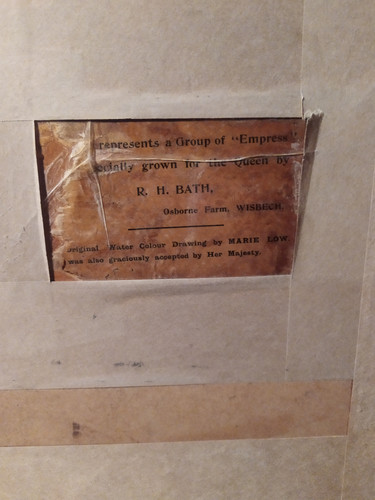 represents a Group of "Empress"
specially grown for the Queen by
R. H. BATH,
Osborne Farm, WISBECH.
Original Water Colour Drawing by MARIE LOW
was also graciously accepted by Her Majesty.